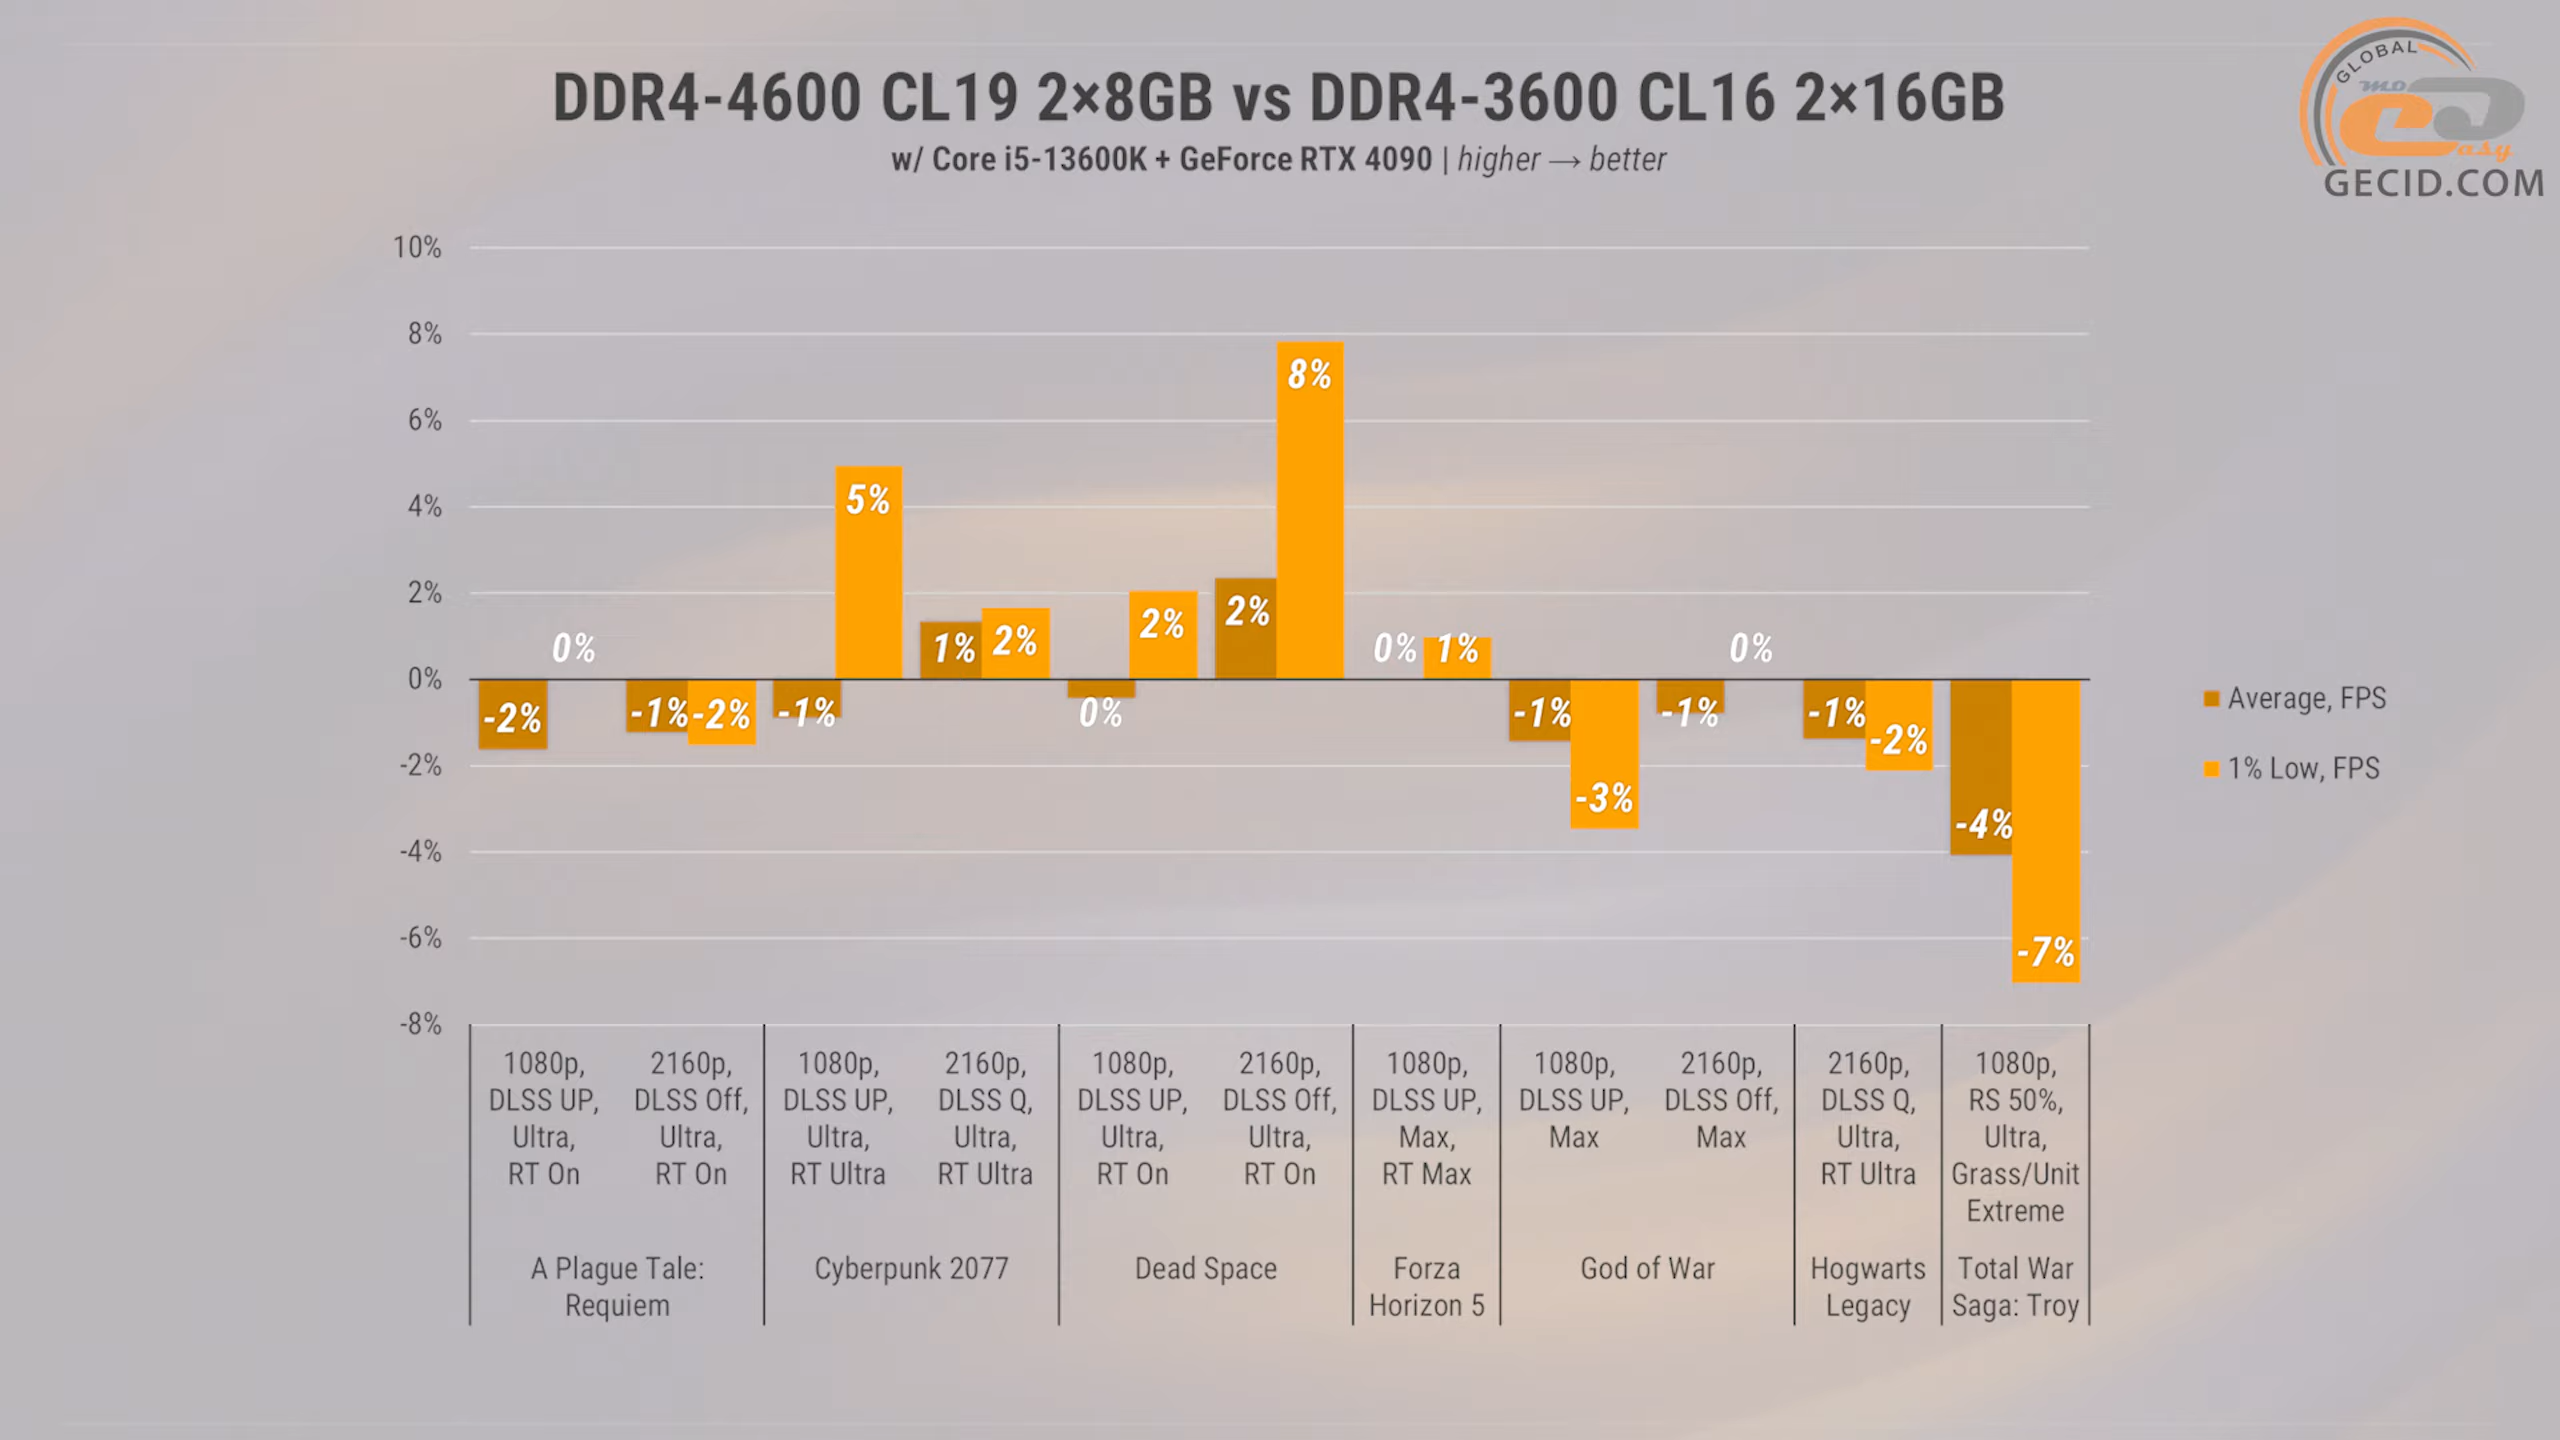 DDR4-4600 CL19 2×8GB vs DDR4-3600 CL16 2×16GB
w/ Core i5-13600K + GeForce RTX 4090 | higher → better
GLOBAL
mo
easy
GECID.COM
10%
8%
6%
4%
2%
0%
-2%
-4%
-6%
-8%
-2%
0%
-1%
-2%
-1%
5%
1%
2%
0%
2%
2%
8%
0%
1%
-1%
-3%
-1%
0%
-1%
-2%
-4%
-7%
Average, FPS
1% Low, FPS
1080p,
DLSS UP,
Ultra,
RT On
2160p,
DLSS Off,
Ultra,
RT On
1080p,
DLSS UP,
Ultra,
RT Ultra
2160p,
DLSS Q,
Ultra,
RT Ultra
1080p,
DLSS UP,
Ultra,
RT On
2160p,
DLSS Off,
Ultra,
RT On
1080p,
DLSS UP,
Max,
RT Max
1080p,
DLSS UP,
Max
2160p,
DLSS Off,
Max
2160p,
DLSS Q,
Ultra,
RT Ultra
1080p,
RS 50%,
Ultra,
Grass/Unit
Extreme
A Plague Tale:
Requiem
Cyberpunk 2077
Dead Space
Forza
Horizon 5
God of War
Hogwarts
Legacy
Total War
Saga: Troy